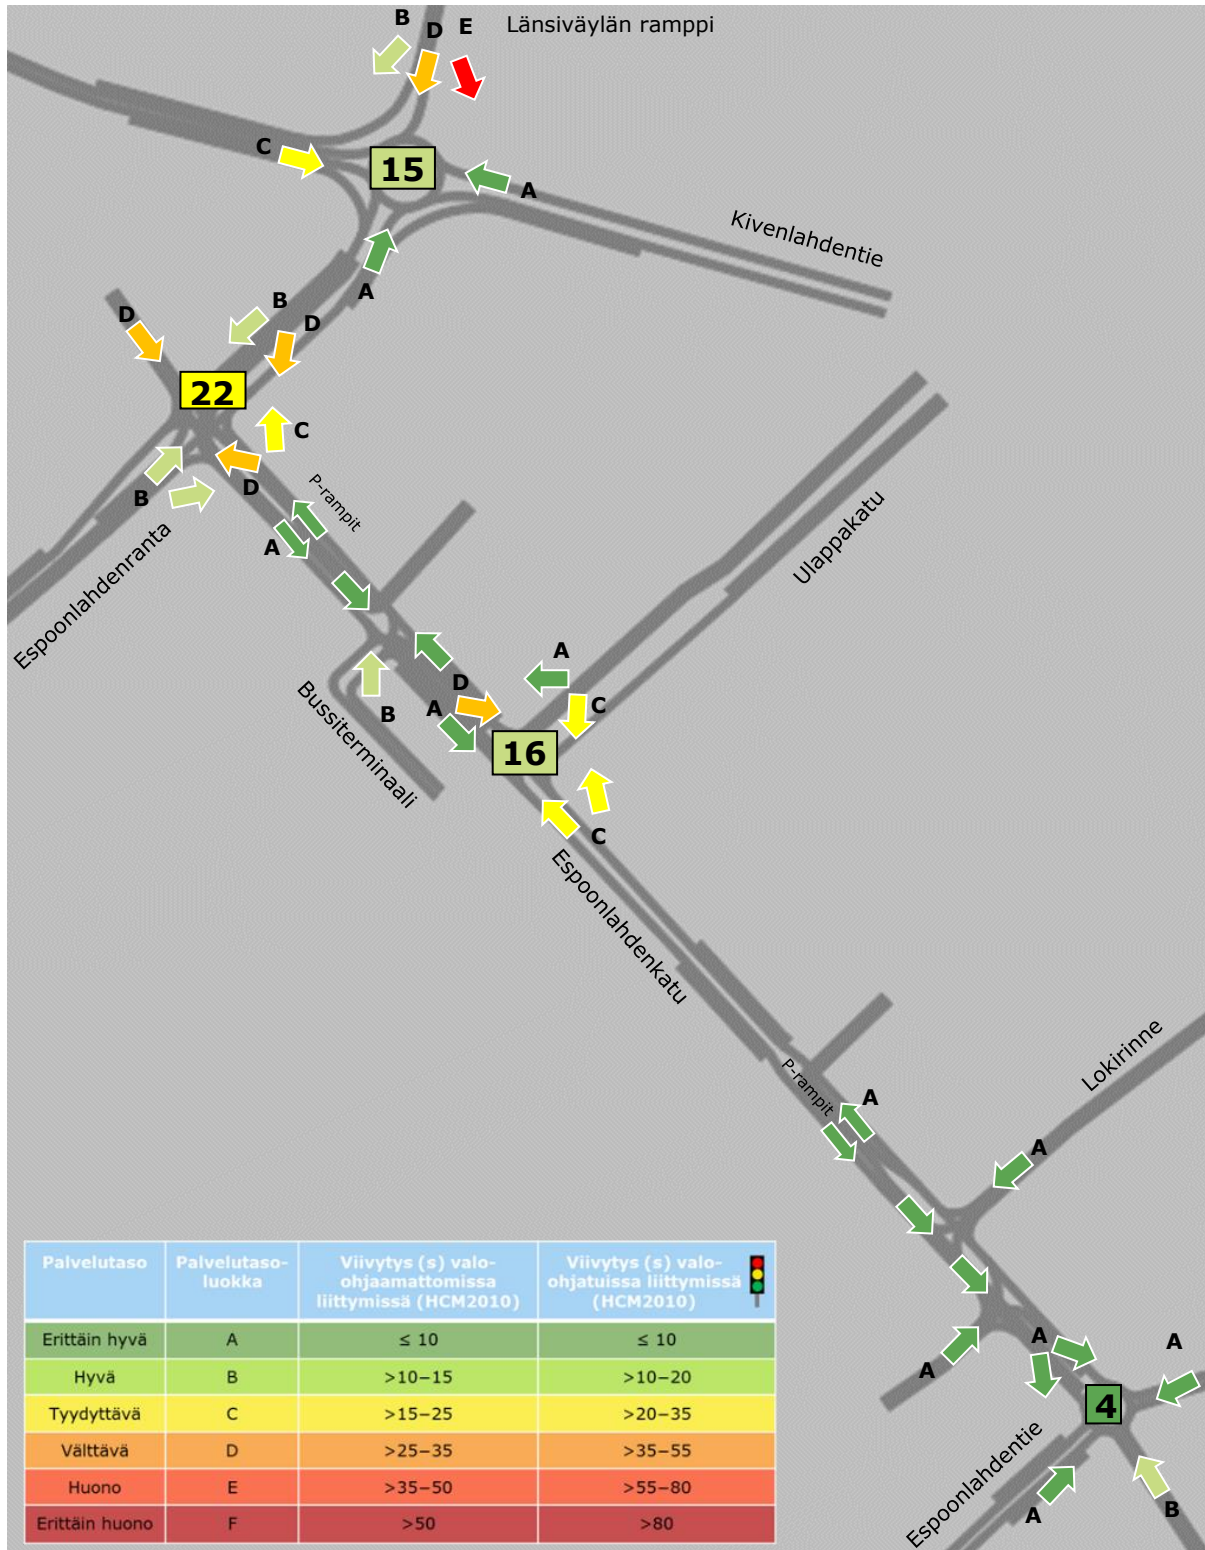 B
D
E
Länsiväylän ramppi
C
15
A
Kivenlahdentie
A
B
D
D
22
C
B
D
P-rampit
A
Espoonlahdenranta
Ulappakatu
A
D
C
A
B
Bussiterminaali
16
C
Espoonlahdenkatu
Lokirinne
P-rampit
A
A
A
A
A
4
Espoonlahdentie
A
B
Palvelutaso
Palvelutaso-
luokka
Viivytys (s) valo-
ohjaamattomissa
liittymissä (HCM2010)
Viivytys (s) valo-
ohjatuissa liittymissä
(HCM2010)
Erittäin hyvä A ≤ 10 ≤ 10
Hyvä B >10–15 >10–20
Tyydyttävä C >15–25 >20–35
Välttävä D >25–35 >35–55
Huono E >35–50 >55–80
Erittäin huono F >50 >80